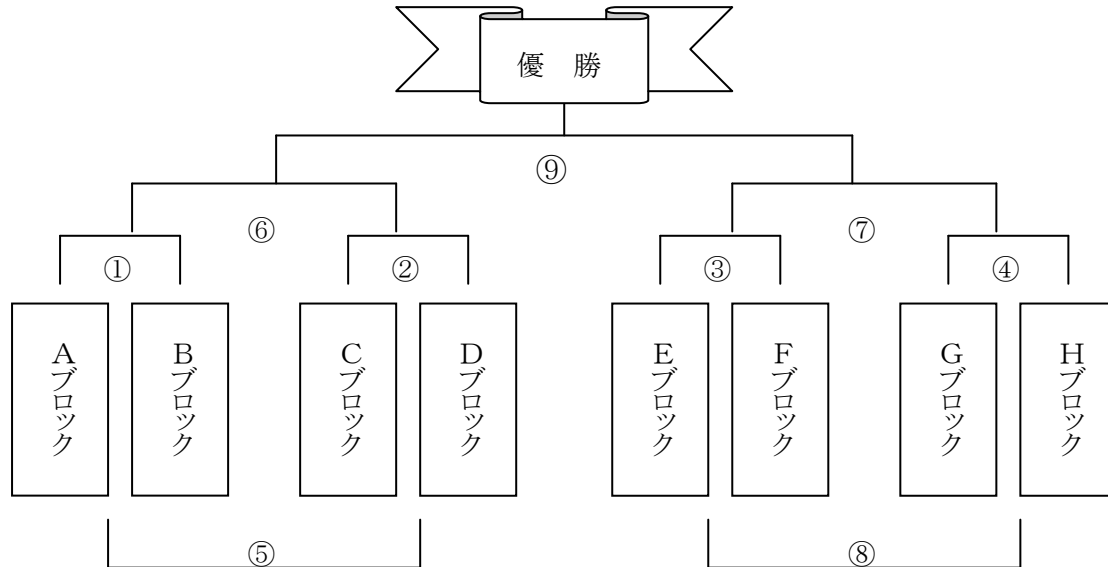 優 勝
⑨
⑥
⑦
①
②
③
④
Aブロック
Bブロック
Cブロック
Dブロック
Eブロック
Fブロック
Gブロック
Hブロック
⑤
⑧